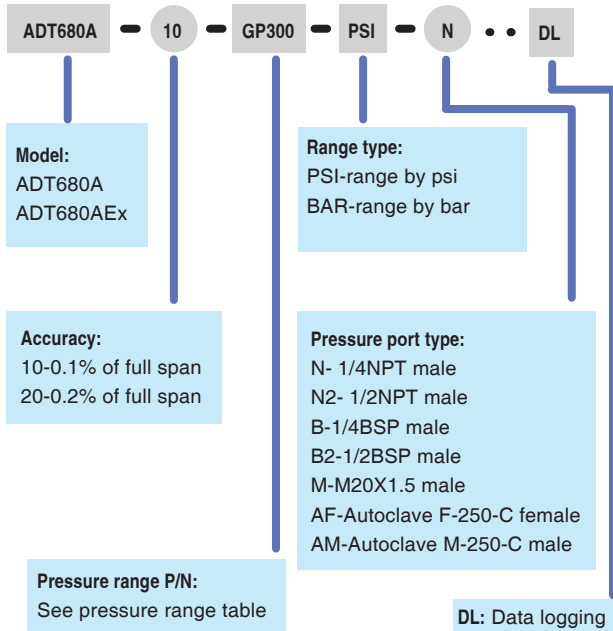 ADT680A - 10 - GP300 - PSI - N • • DL
Model:
ADT680A
ADT680AEx
Range type:
PSI-range by psi
BAR-range by bar
Accuracy:
10-0.1% of full span
20-0.2% of full span
Pressure port type:
N- 1/4NPT male
N2- 1/2NPT male
B-1/4BSP male
B2-1/2BSP male
M-M20X1.5 male
AF-Autoclave F-250-C female
AM-Autoclave M-250-C male
Pressure range P/N:
See pressure range table
DL: Data logging